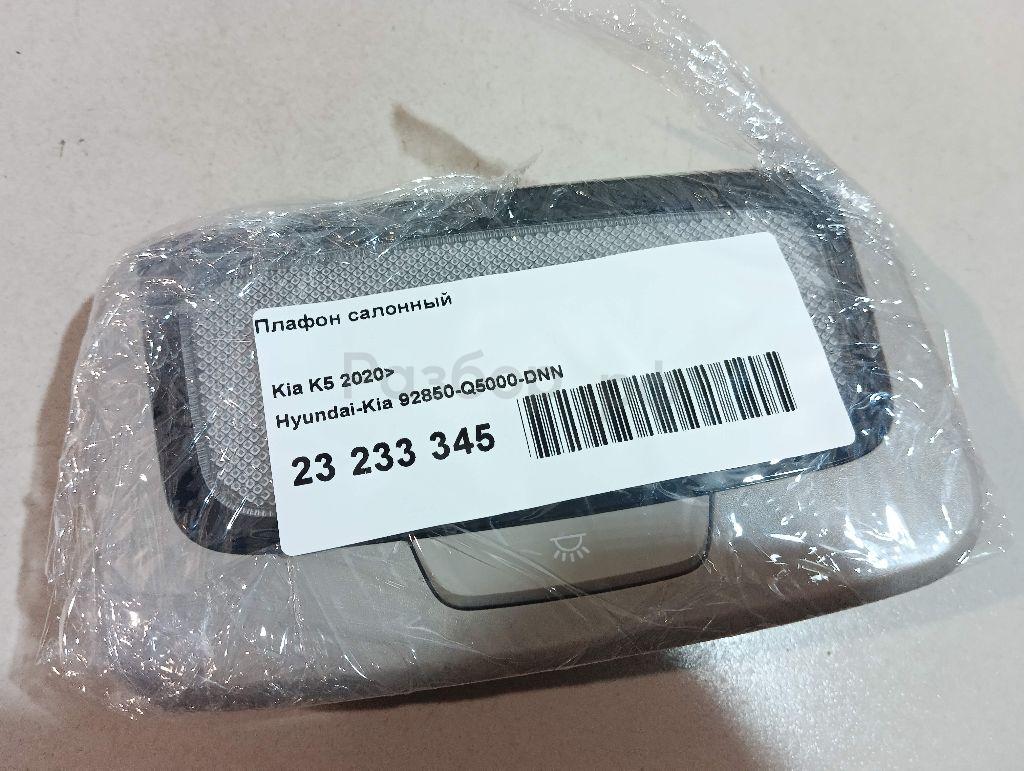 Плафон салонный
Kia K5 2020>
Hyundai-Kia 92850-Q5000-DNN
23 233 345